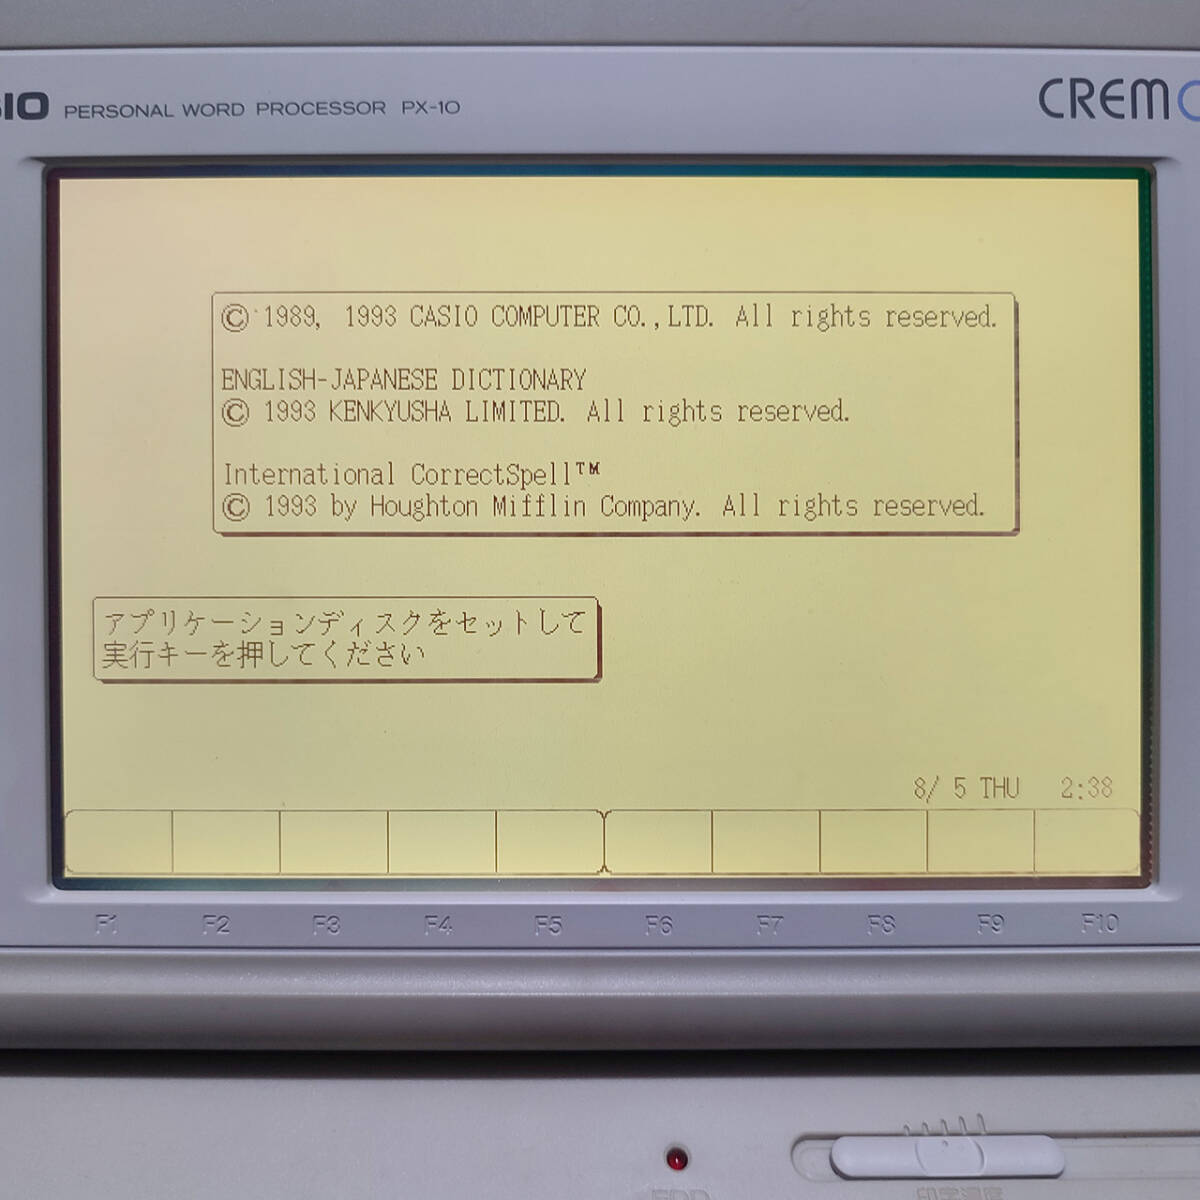 PERSONAL WORD PROCESSOR PX-10
© 1989, 1993 CASIO COMPUTER CO.,LTD. All rights reserved.
ENGLISH-JAPANESE DICTIONARY
© 1993 KENKYUSHA LIMITED. All rights reserved.
International CorrectSpell™
© 1993 by Houghton Mifflin Company. All rights reserved.
アプリケーションディスクをセットして
実行キーを押してください
8/ 5 THU 2:38
F1 F2 F3 F4 F5 F6 F7 F8 F9 F10